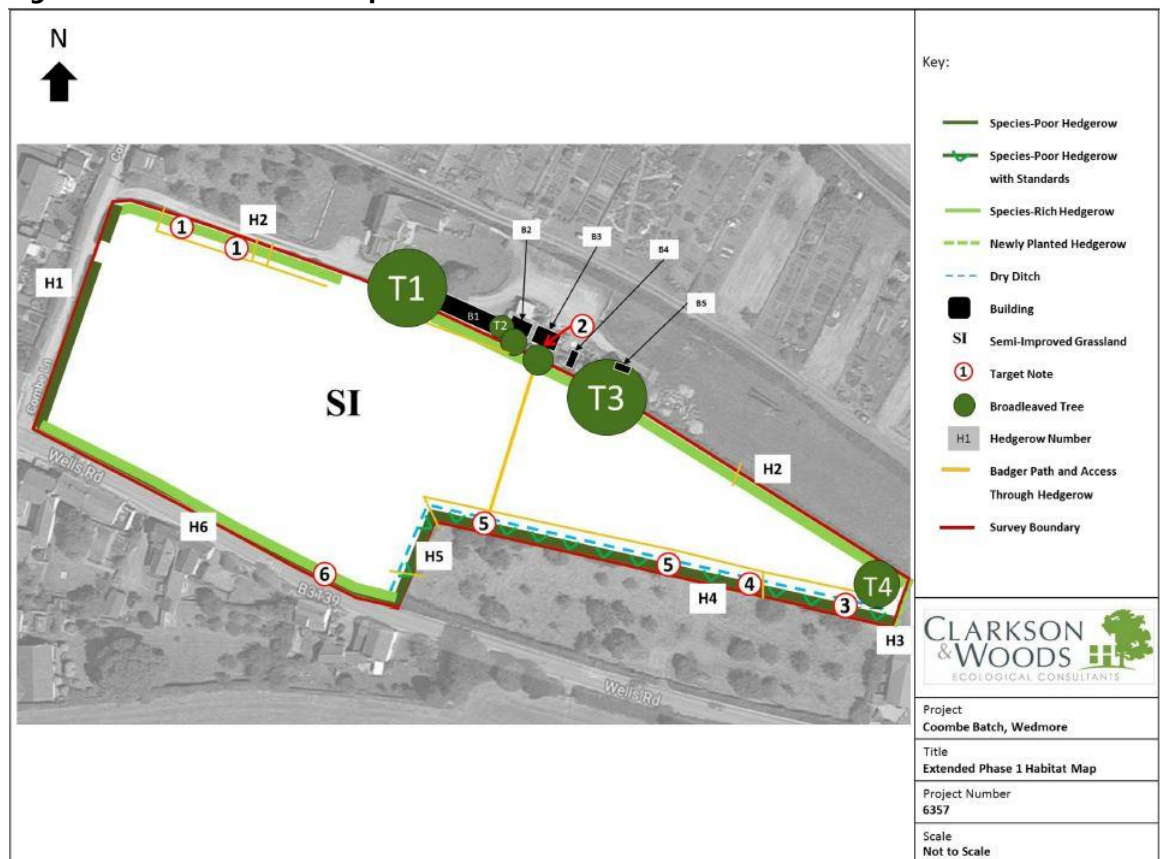 N
Key:
Species-Poor Hedgerow
Species-Poor Hedgerow
with Standards
Species-Rich Hedgerow
Newly Planted Hedgerow
Dry Ditch
Building
SI
Semi-Improved Grassland
1
Target Note
Broadleaved Tree
H1
Hedgerow Number
Badger Path and Access
Through Hedgerow
Survey Boundary
1
1
H2
H1
T1
B1
T2
B2
B3
B4
B5
2
T3
SI
H2
Combe Ln
Wells Rd
H6
6
B3139
H5
5
5
H4
4
3
T4
H3
Wells Rd
CLARKSON
& WOODS
ECOLOGICAL CONSULTANTS
Project
Coombe Batch, Wedmore
Title
Extended Phase 1 Habitat Map
Project Number
6357
Scale
Not to Scale